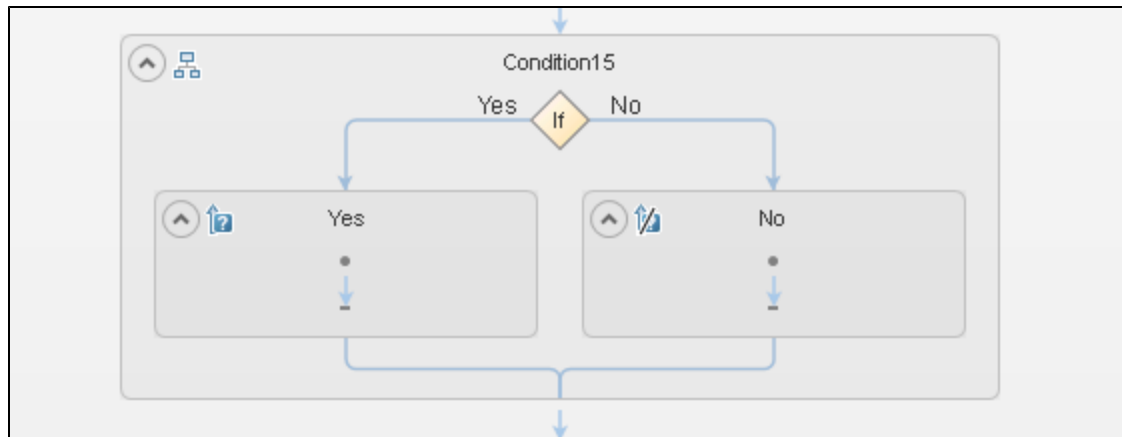 Condition15
Yes If No
Yes
No